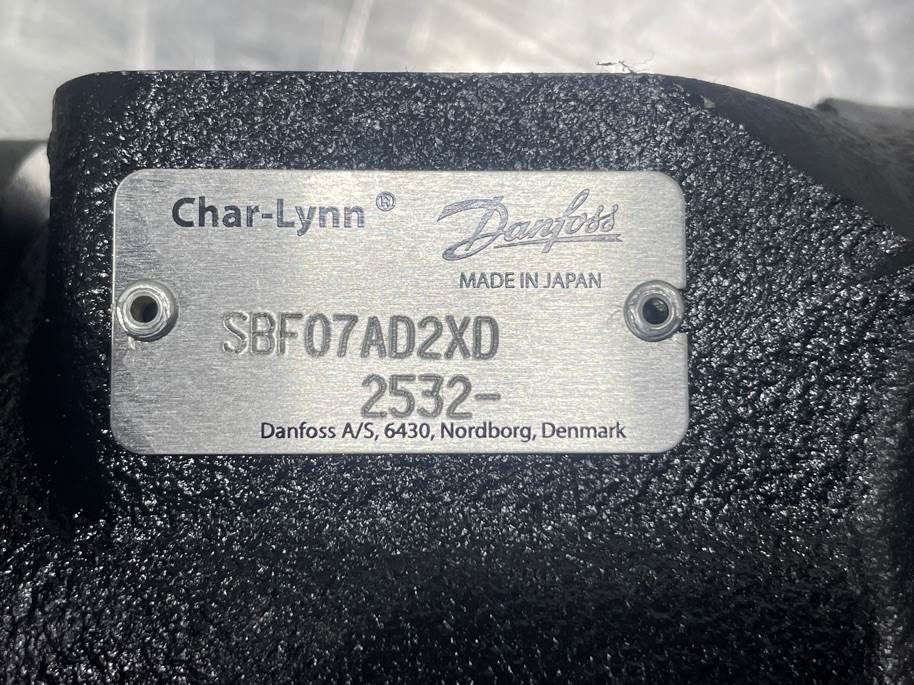 Char-Lynn® Danfoss
MADE IN JAPAN
SBF07AD2XD
2532-
Danfoss A/S, 6430, Nordborg, Denmark